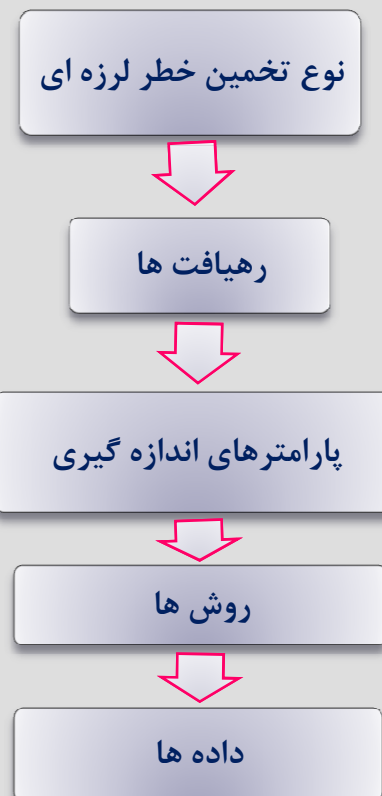 نوع تخمین خطر لرزه ای
رهیافت ها
پارامترهای اندازه گیری
روش ها
داده ها